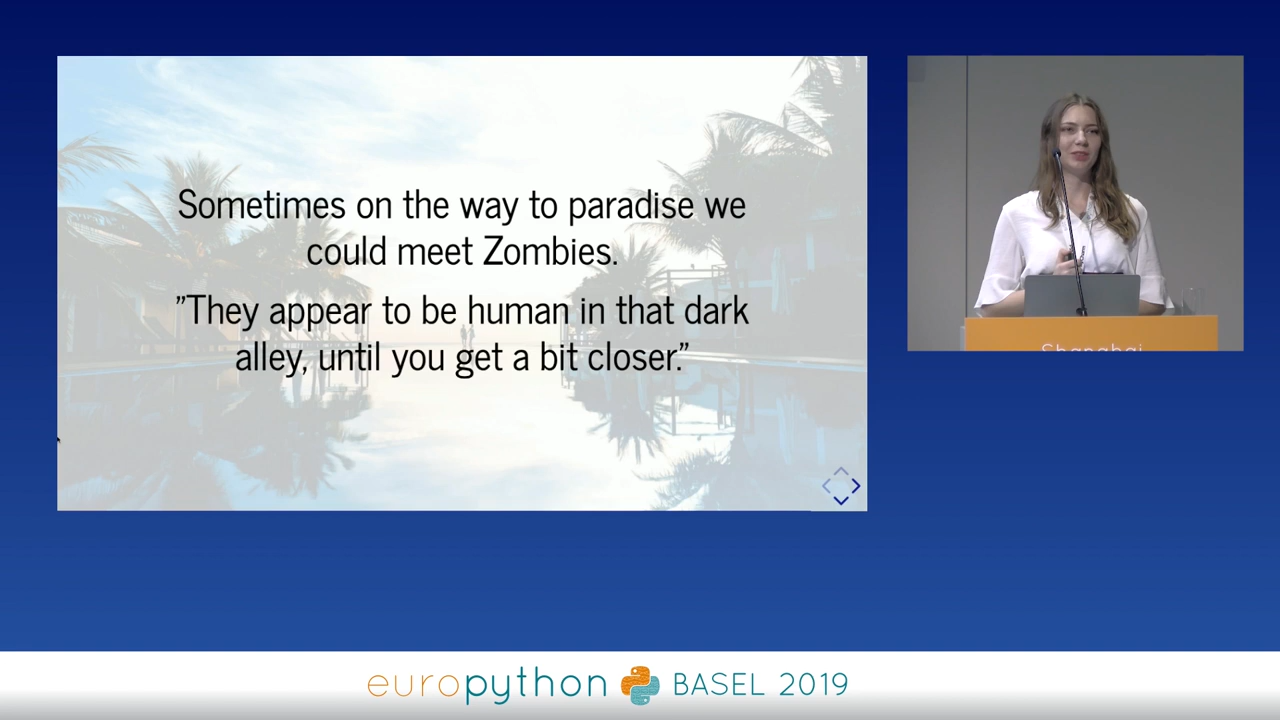 Sometimes on the way to paradise we
could meet Zombies.
"They appear to be human in that dark
alley, until you get a bit closer."
Shanghai
europython BASEL 2019